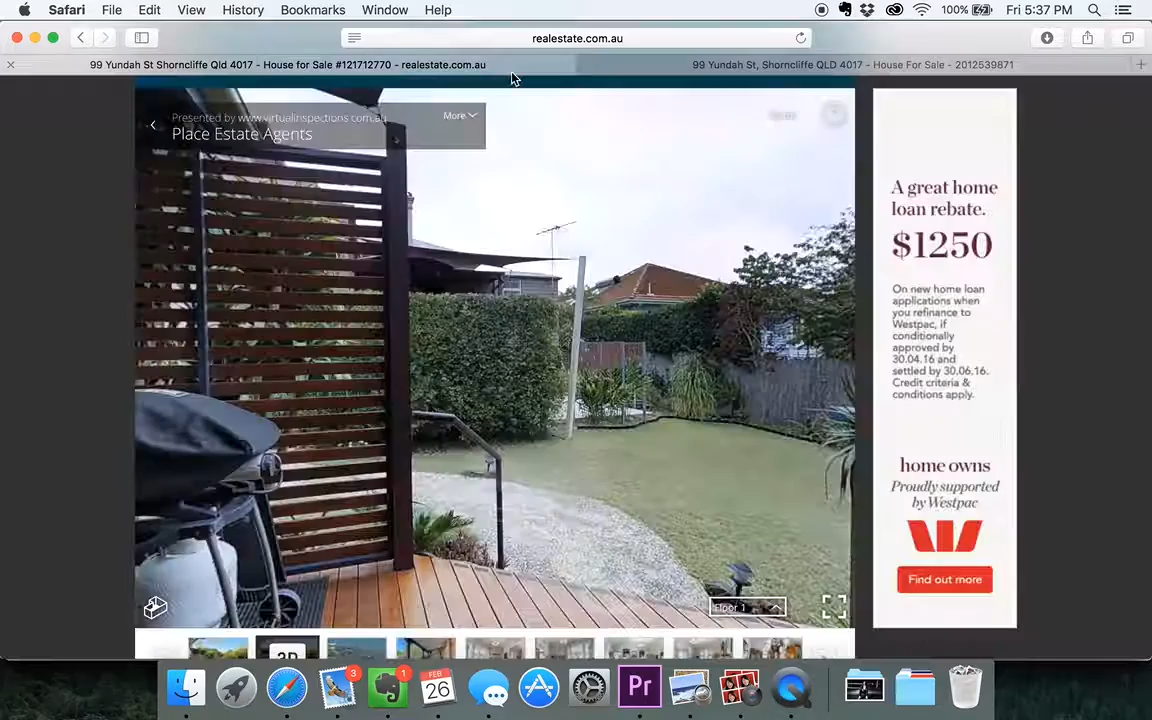 Safari File Edit View History Bookmarks Window Help
100% Fri 5:37 PM
realestate.com.au
99 Yundah St Shorncliffe Qld 4017 - House for Sale #121712770 - realestate.com.au
99 Yundah St, Shorncliffe QLD 4017 - House For Sale - 2012539871
Presented by www.virtualinspections.com.au
More
Place Estate Agents
A great home
loan rebate.
$1250
On new home loan
applications when
you refinance to
Westpac, if
conditionally
approved by
30.04.16 and
settled by 30.06.16.
Credit criteria &
conditions apply.
home owns
Proudly supported
by Westpac
Find out more
Floor 1
3D
3
1
FEB
26
Pr